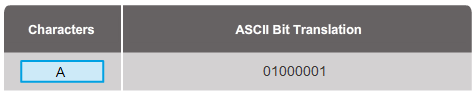 Characters ASCII Bit Translation
A 01000001